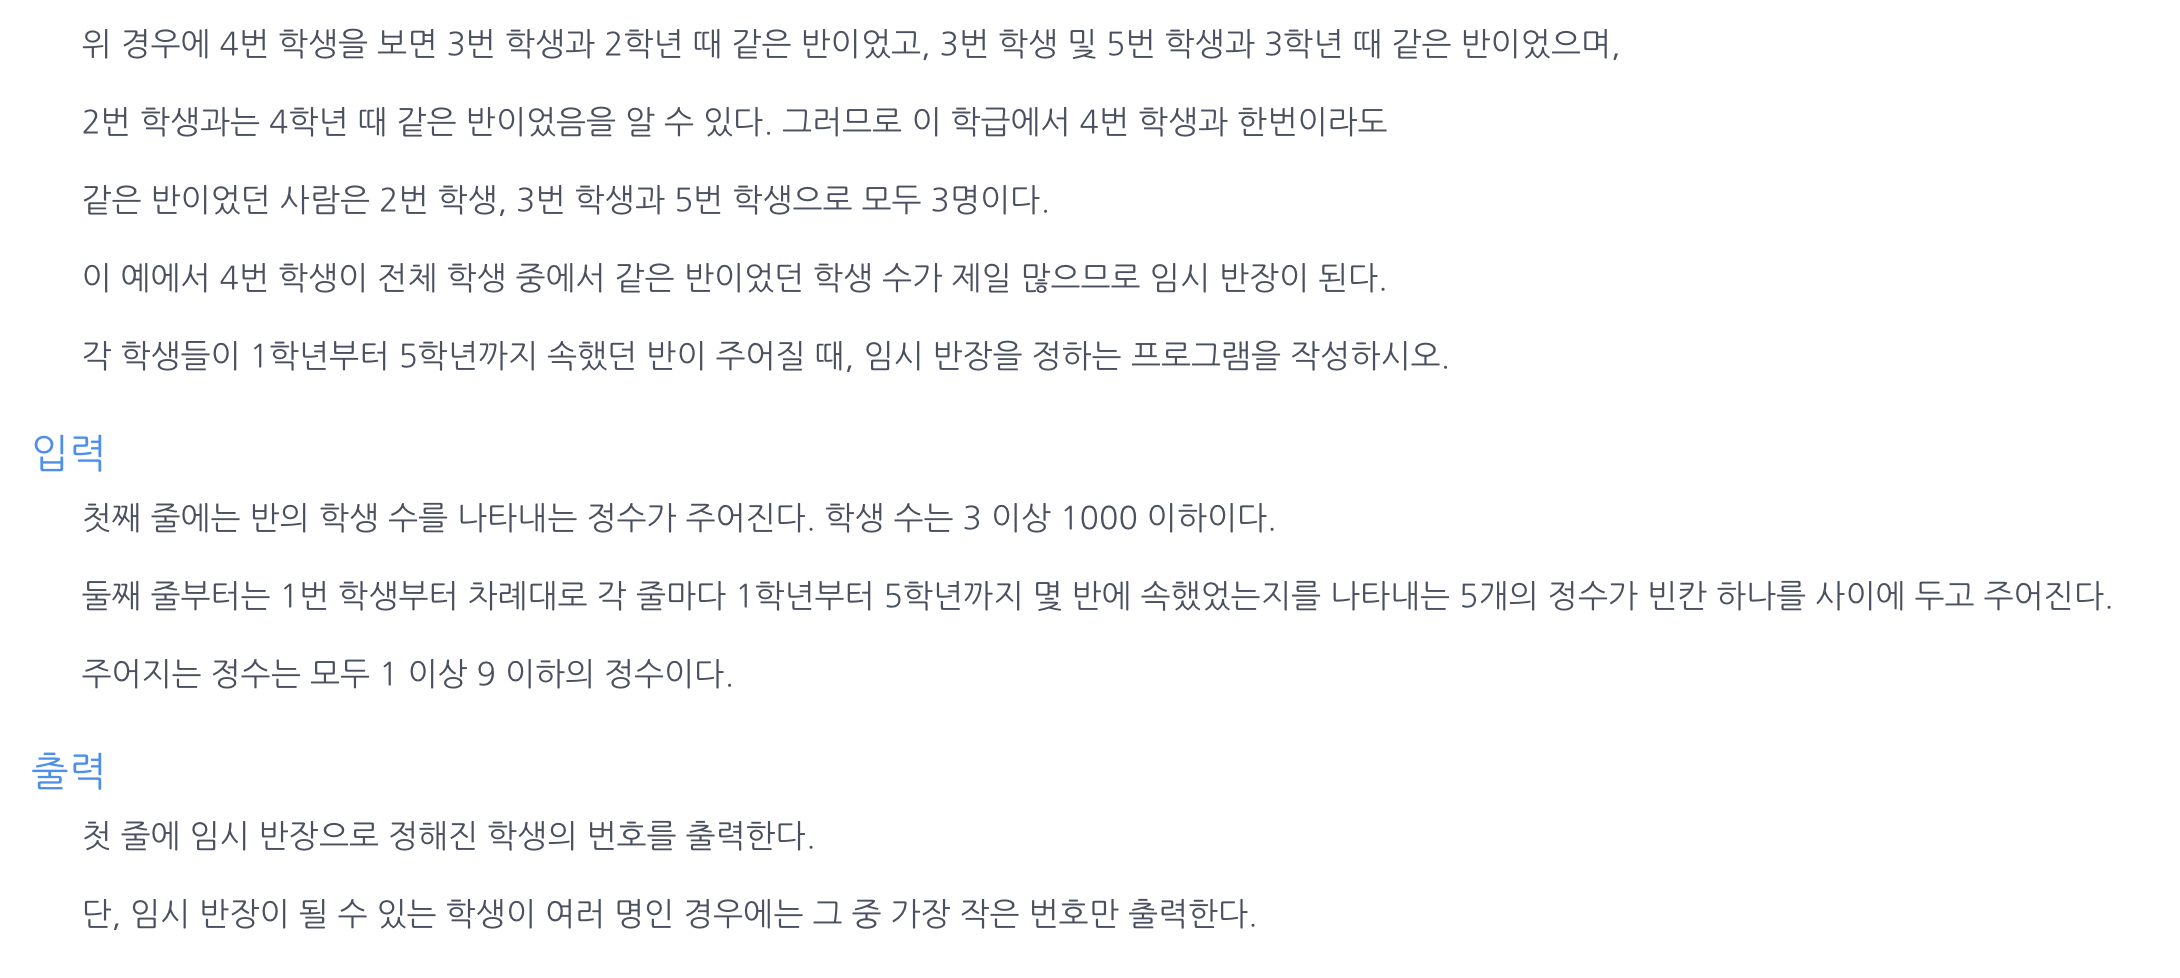 위 경우에 4번 학생을 보면 3번 학생과 2학년 때 같은 반이었고, 3번 학생 및 5번 학생과 3학년 때 같은 반이었으며,
2번 학생과는 4학년 때 같은 반이었음을 알 수 있다. 그러므로 이 학급에서 4번 학생과 한번이라도
같은 반이었던 사람은 2번 학생, 3번 학생과 5번 학생으로 모두 3명이다.
이 예에서 4번 학생이 전체 학생 중에서 같은 반이었던 학생 수가 제일 많으므로 임시 반장이 된다.
각 학생들이 1학년부터 5학년까지 속했던 반이 주어질 때, 임시 반장을 정하는 프로그램을 작성하시오.
입력
첫째 줄에는 반의 학생 수를 나타내는 정수가 주어진다. 학생 수는 3 이상 1000 이하이다.
둘째 줄부터는 1번 학생부터 차례대로 각 줄마다 1학년부터 5학년까지 몇 반에 속했었는지를 나타내는 5개의 정수가 빈칸 하나를 사이에 두고 주어진다.
주어지는 정수는 모두 1 이상 9 이하의 정수이다.
출력
첫 줄에 임시 반장으로 정해진 학생의 번호를 출력한다.
단, 임시 반장이 될 수 있는 학생이 여러 명인 경우에는 그 중 가장 작은 번호만 출력한다.